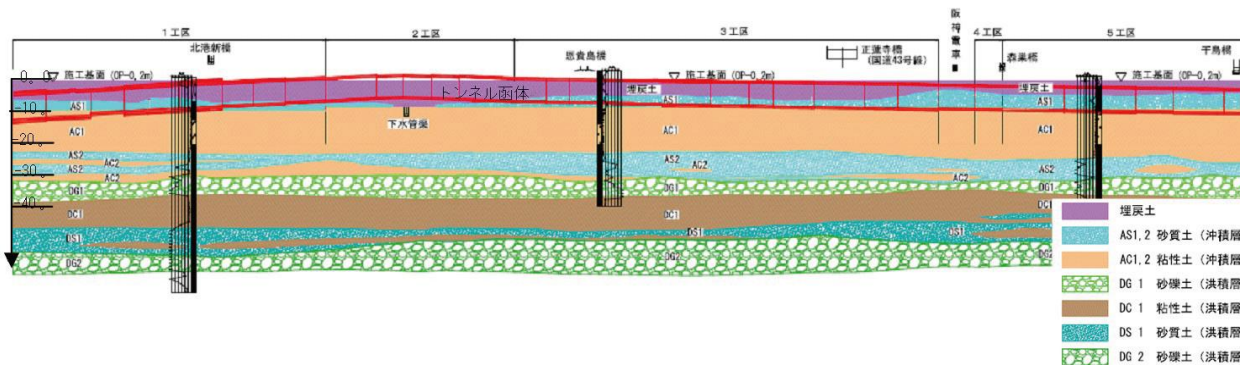 1工区
2工区
3工区
阪神電車
4工区
5工区
北港新橋
恩貴島橋
正蓮寺橋
(国道43号線)
森巣橋
千鳥橋
0.0
施工基面 (OP-0.2m)
施工基面 (OP-0.2m)
施工基面 (OP-0.2m)
トンネル函体
埋戻土
埋戻土
AS1
AS1
AS1
-10.
下水管渠
AC1
AC1
AC1
-20.
AS2
AC2
AS2
AC2
AS2
AC2
AC2
AS2
-30.
DG1
DG1
DG1
-40.
DC1
DC1
DC1
DS1
DS1
DS1
DG2
DG2
DG2
埋戻土
AS1,2 砂質土 (沖積層
AC1,2 粘性土 (沖積層
DG 1 砂礫土 (洪積層
DC 1 粘性土 (洪積層
DS 1 砂質土 (洪積層
DG 2 砂礫土 (洪積層